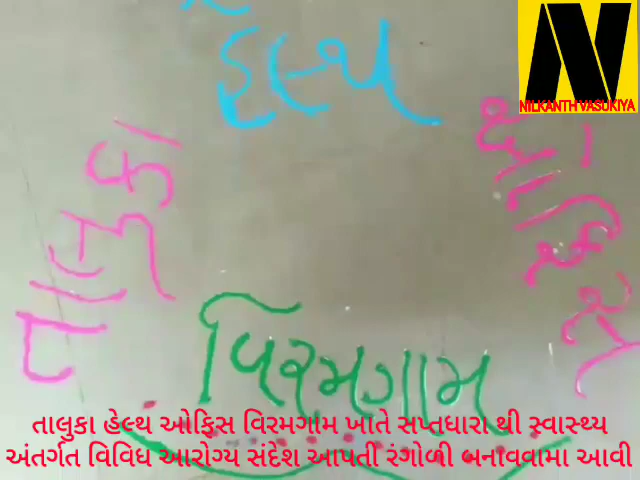 NILKANTH VASUKIYA
તાલુકા
હેલ્થ
ઓફિસ
વિરમગામ
તાલુકા હેલ્થ ઓફિસ વિરમગામ ખાતે સપ્તધારા થી સ્વાસ્થ્ય
અંતર્ગત વિવિધ આરોગ્ય સંદેશ આપતી રંગોળી બનાવવામા આવી